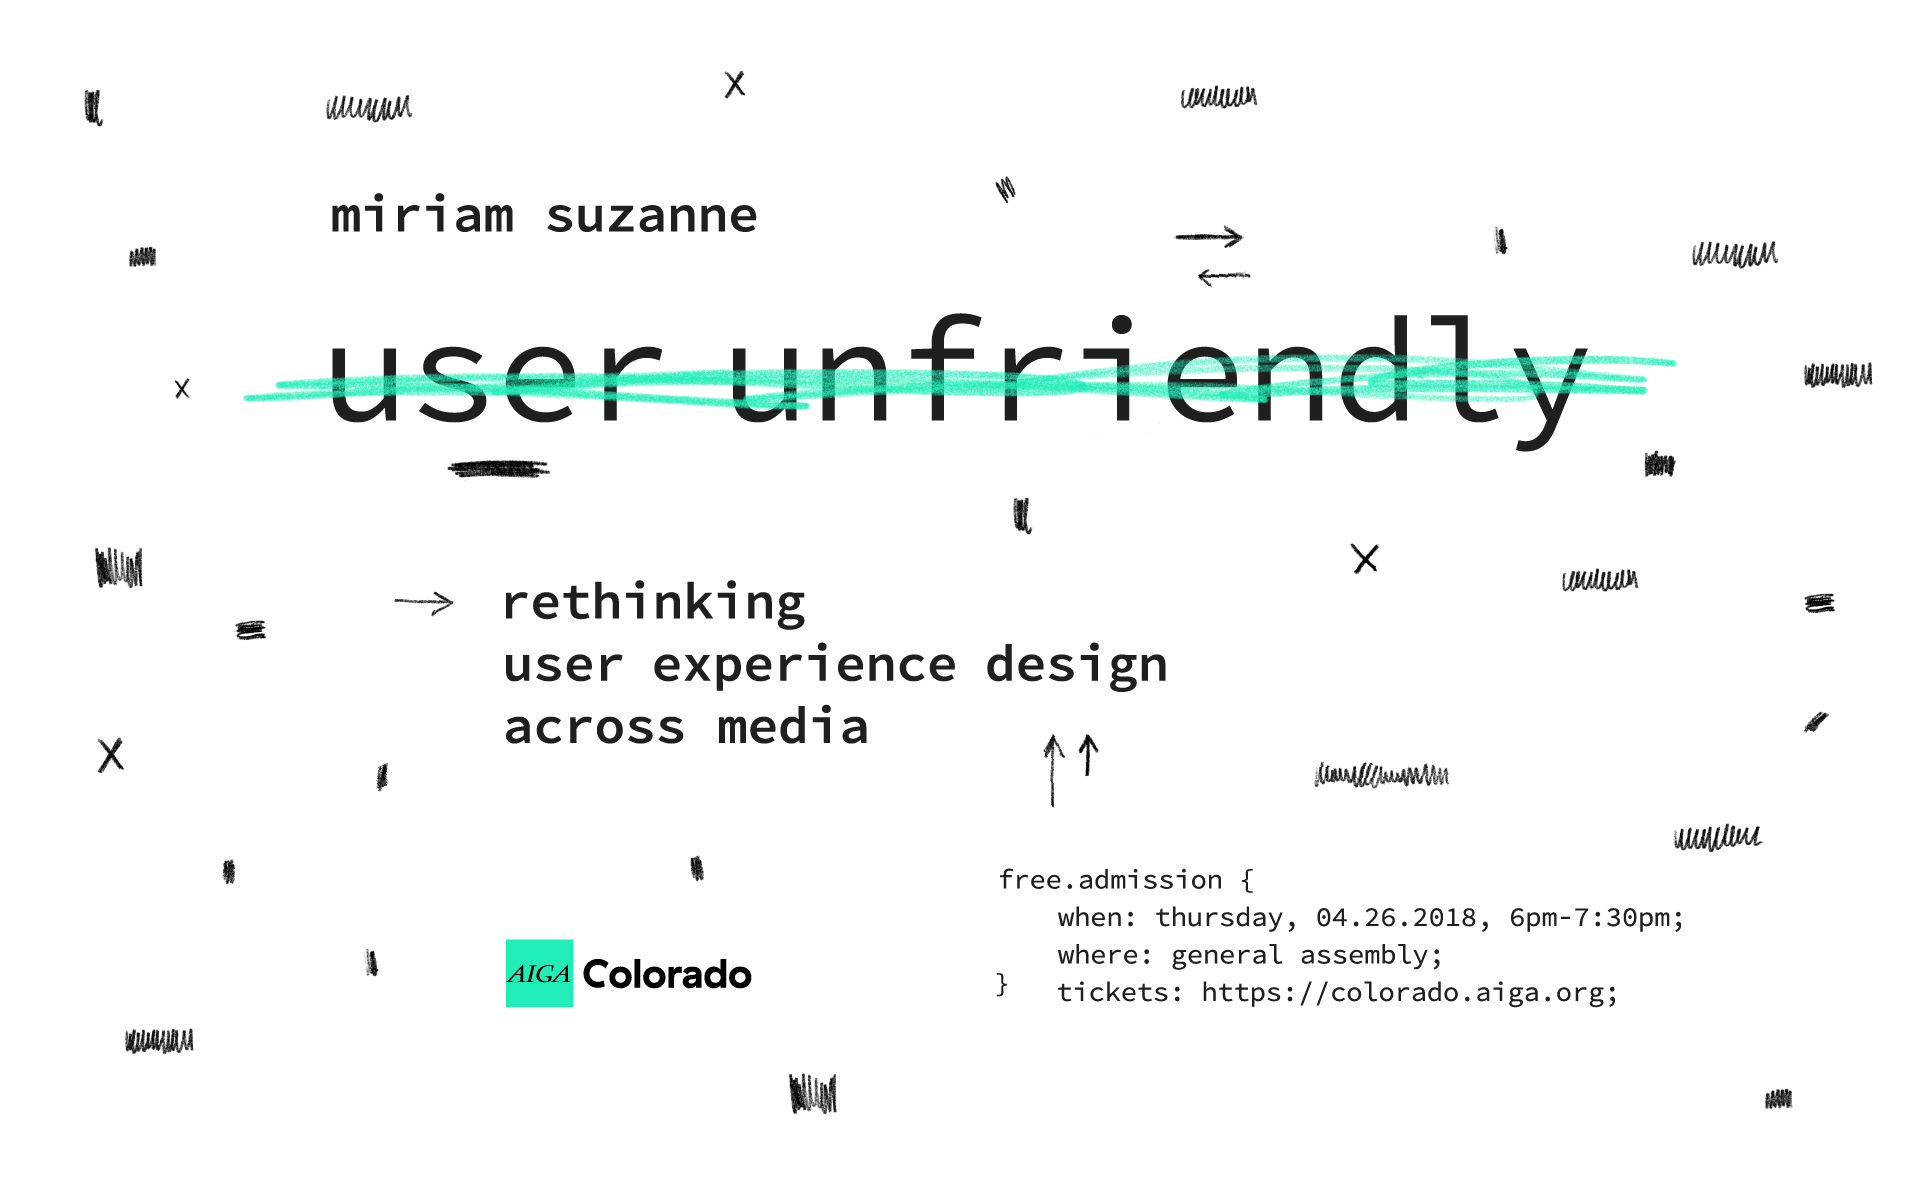 miriam suzanne
user unfriendly
rethinking
user experience design
across media
AIGA Colorado
free.admission {
when: thursday, 04.26.2018, 6pm-7:30pm;
where: general assembly;
} tickets: https://colorado.aiga.org;